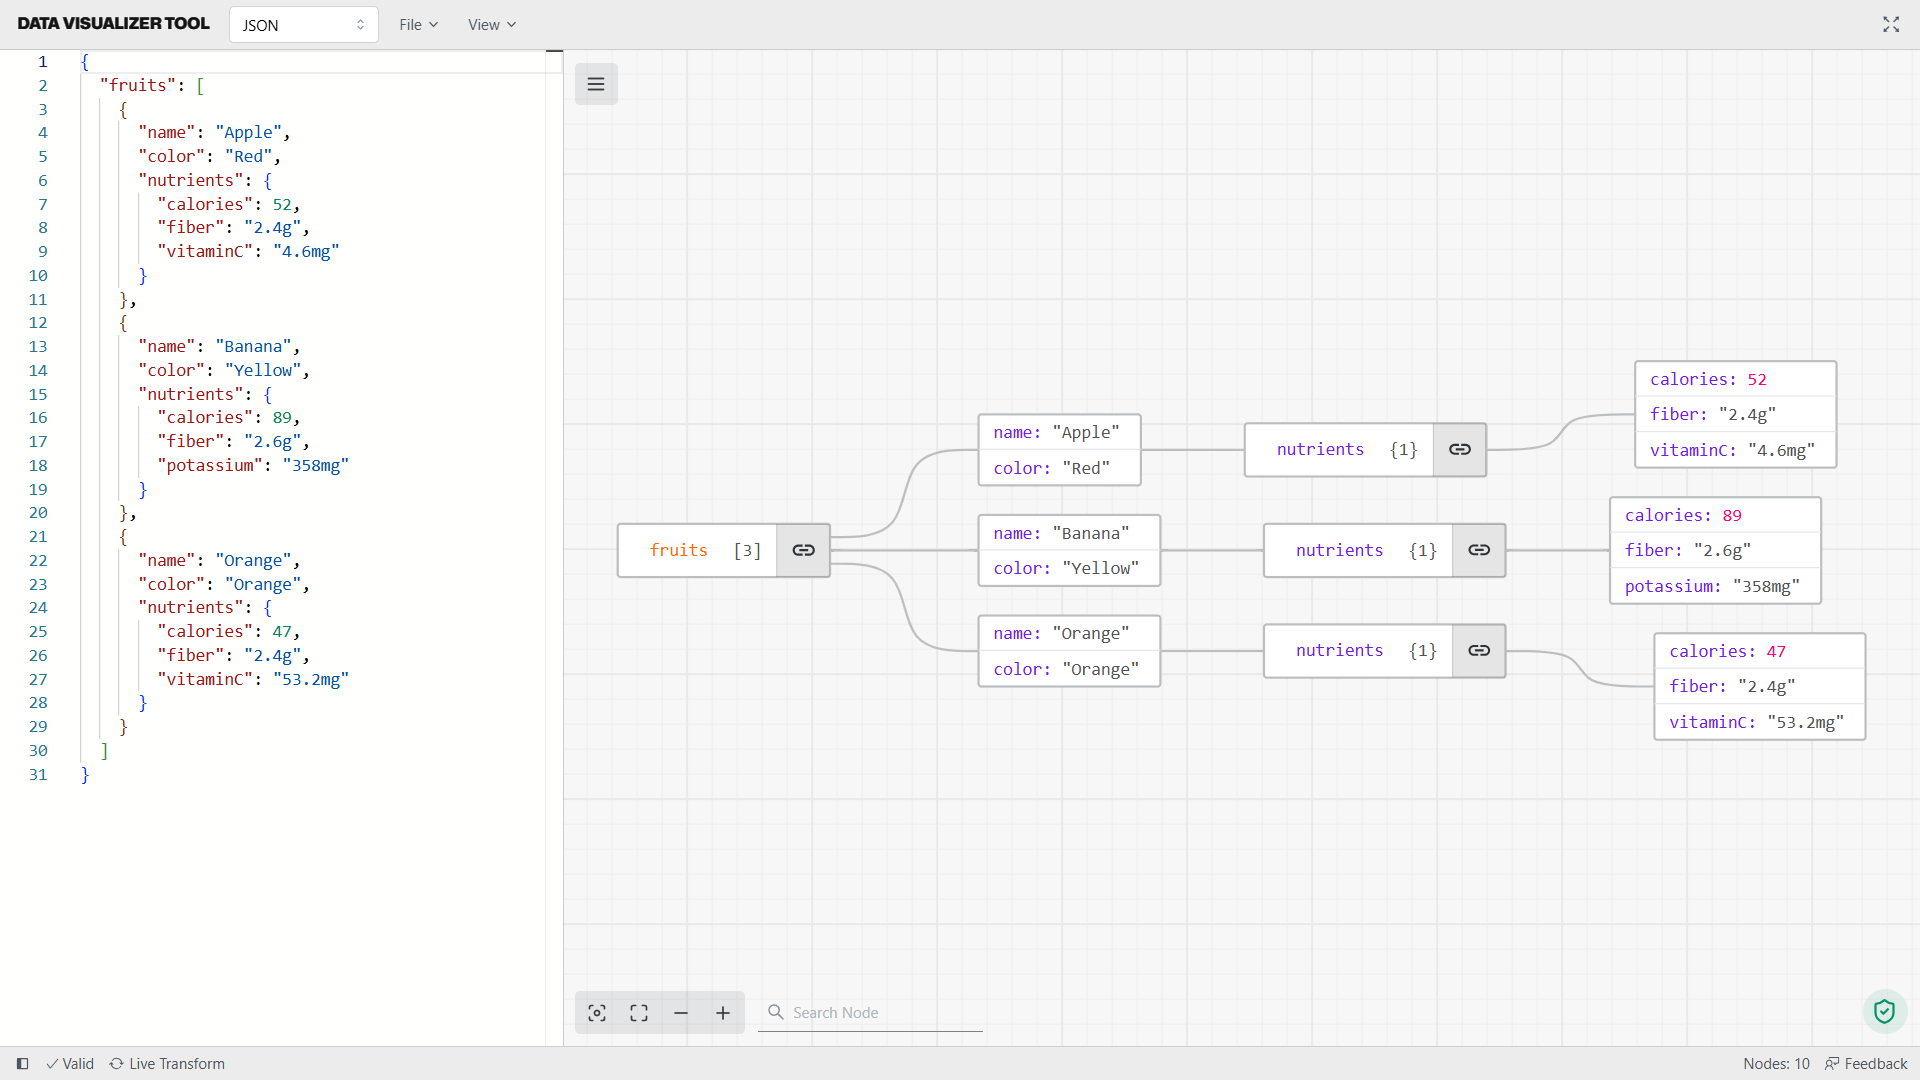 DATA VISUALIZER TOOL
JSON
File
View
1 {
2 "fruits": [
3 {
4 "name": "Apple",
5 "color": "Red",
6 "nutrients": {
7 "calories": 52,
8 "fiber": "2.4g",
9 "vitaminC": "4.6mg"
10 }
11 },
12 {
13 "name": "Banana",
14 "color": "Yellow",
15 "nutrients": {
16 "calories": 89,
17 "fiber": "2.6g",
18 "potassium": "358mg"
19 }
20 },
21 {
22 "name": "Orange",
23 "color": "Orange",
24 "nutrients": {
25 "calories": 47,
26 "fiber": "2.4g",
27 "vitaminC": "53.2mg"
28 }
29 }
30 ]
31 }
fruits [3]
name: "Apple"
color: "Red"
nutrients {1}
calories: 52
fiber: "2.4g"
vitaminC: "4.6mg"
name: "Banana"
color: "Yellow"
nutrients {1}
calories: 89
fiber: "2.6g"
potassium: "358mg"
name: "Orange"
color: "Orange"
nutrients {1}
calories: 47
fiber: "2.4g"
vitaminC: "53.2mg"
Search Node
Valid
Live Transform
Nodes: 10
Feedback